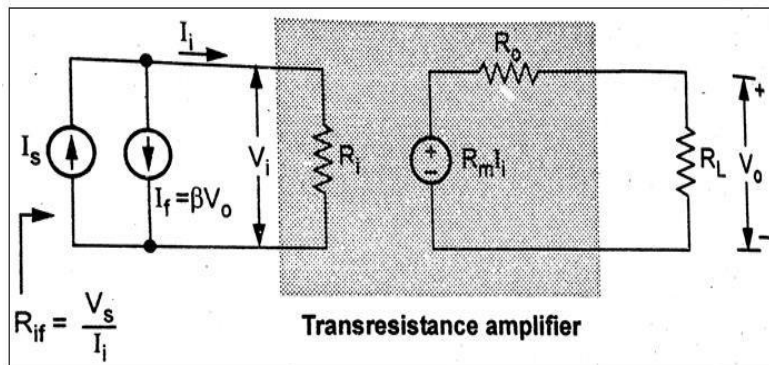 I_i
R_o
I_s
I_f = βV_o
V_i
R_i
R_mI_i
R_L
+
V_o
−
R_if = V_s / I_i
Transresistance amplifier